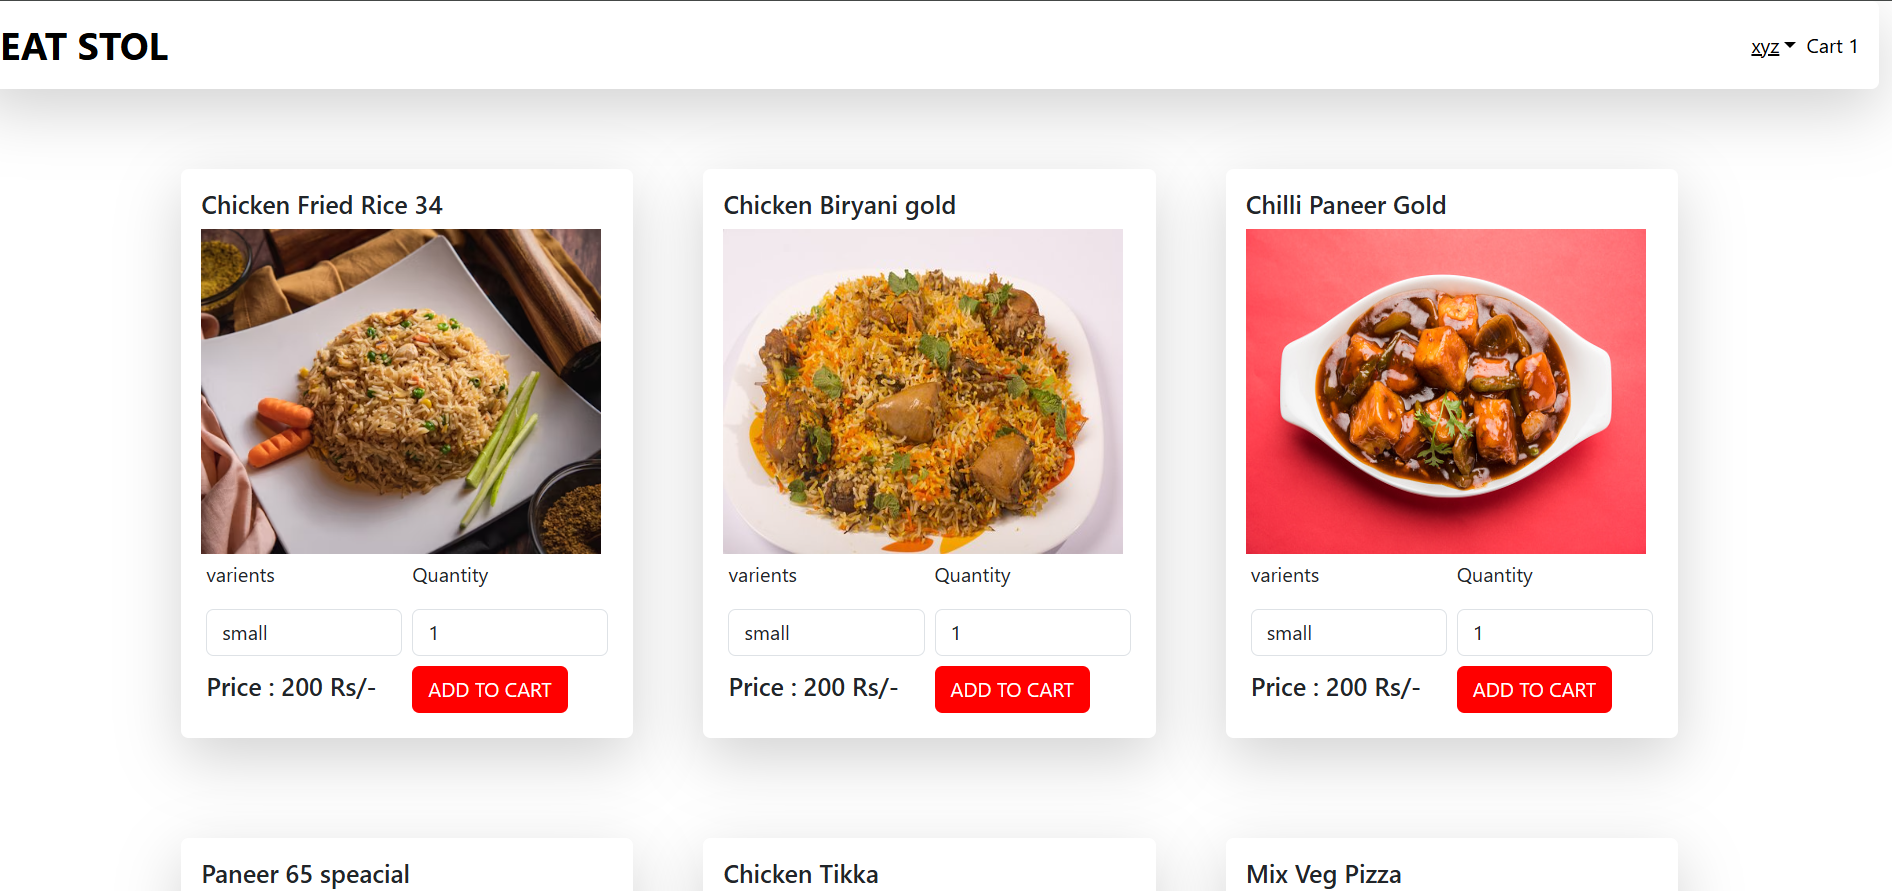 EAT STOL
xyz Cart 1
Chicken Fried Rice 34
Chicken Biryani gold
Chilli Paneer Gold
varients Quantity
small 1
Price : 200 Rs/- ADD TO CART
varients Quantity
small 1
Price : 200 Rs/- ADD TO CART
varients Quantity
small 1
Price : 200 Rs/- ADD TO CART
Paneer 65 speacial
Chicken Tikka
Mix Veg Pizza